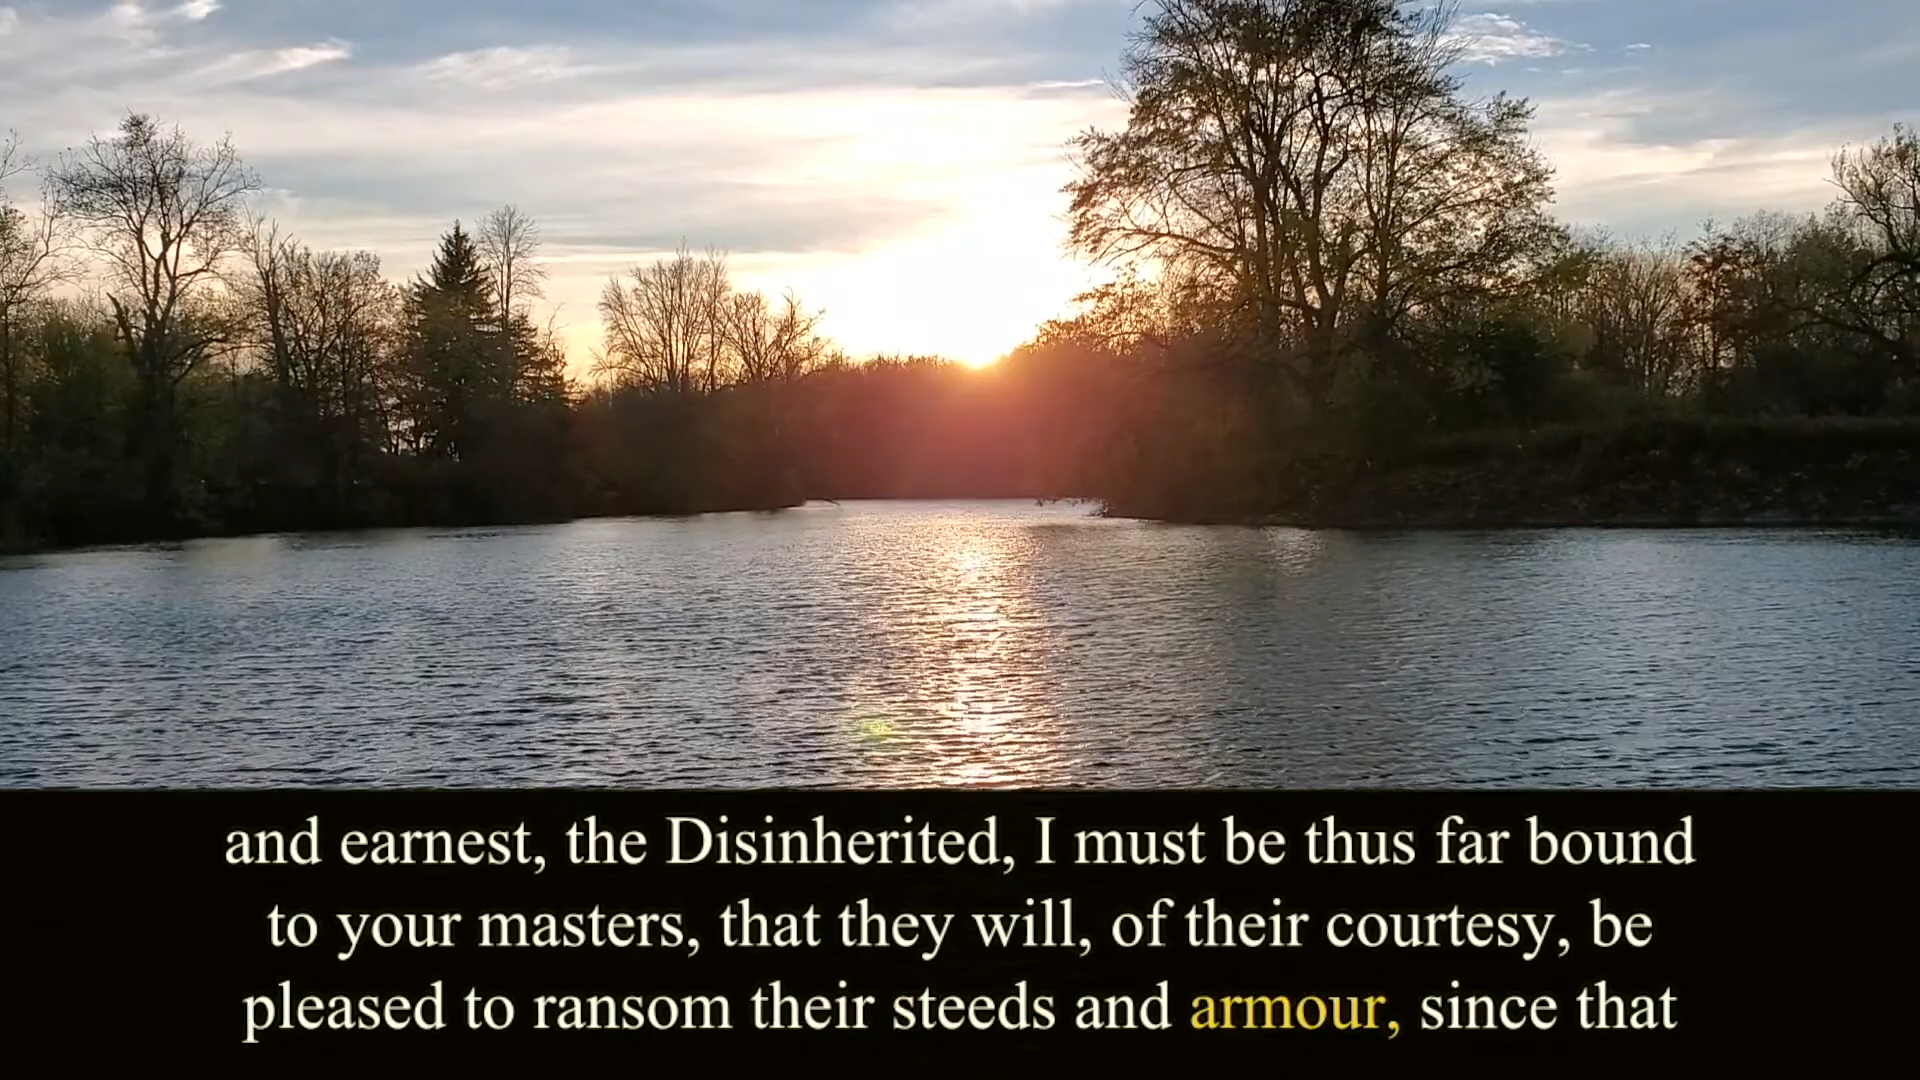 and earnest, the Disinherited, I must be thus far bound
to your masters, that they will, of their courtesy, be
pleased to ransom their steeds and armour, since that